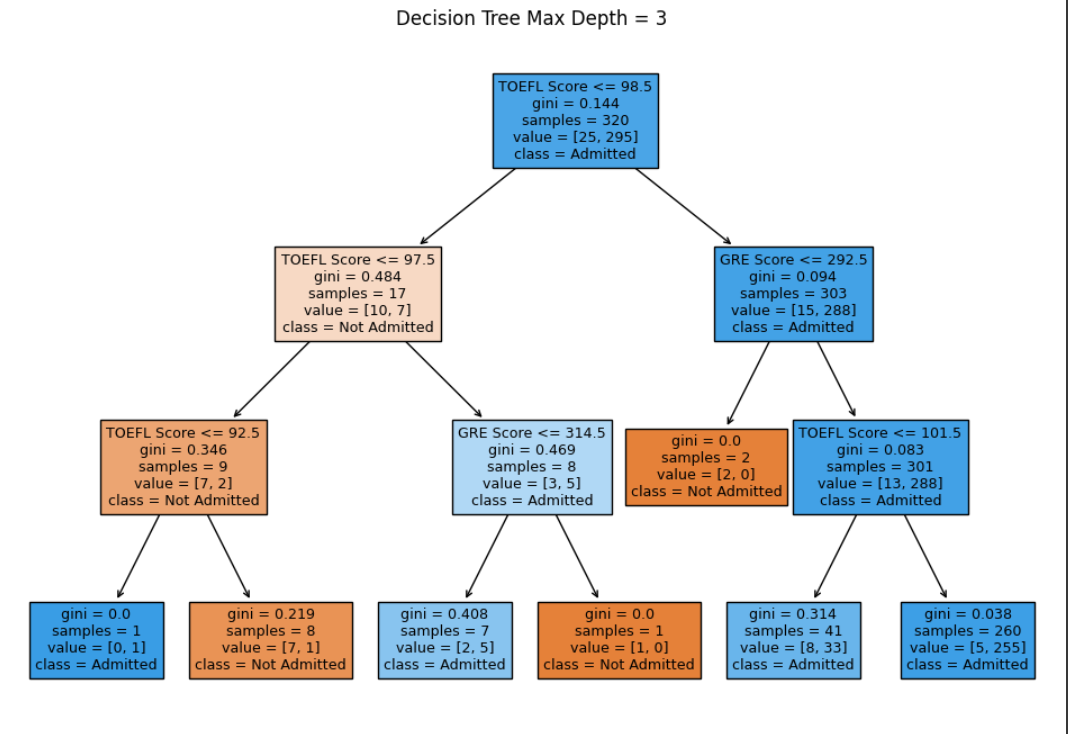 Decision Tree Max Depth = 3
TOEFL Score <= 98.5
gini = 0.144
samples = 320
value = [25, 295]
class = Admitted
TOEFL Score <= 97.5
gini = 0.484
samples = 17
value = [10, 7]
class = Not Admitted
GRE Score <= 292.5
gini = 0.094
samples = 303
value = [15, 288]
class = Admitted
TOEFL Score <= 92.5
gini = 0.346
samples = 9
value = [7, 2]
class = Not Admitted
GRE Score <= 314.5
gini = 0.469
samples = 8
value = [3, 5]
class = Admitted
gini = 0.0
samples = 2
value = [2, 0]
class = Not Admitted
TOEFL Score <= 101.5
gini = 0.083
samples = 301
value = [13, 288]
class = Admitted
gini = 0.0
samples = 1
value = [0, 1]
class = Admitted
gini = 0.219
samples = 8
value = [7, 1]
class = Not Admitted
gini = 0.408
samples = 7
value = [2, 5]
class = Admitted
gini = 0.0
samples = 1
value = [1, 0]
class = Not Admitted
gini = 0.314
samples = 41
value = [8, 33]
class = Admitted
gini = 0.038
samples = 260
value = [5, 255]
class = Admitted